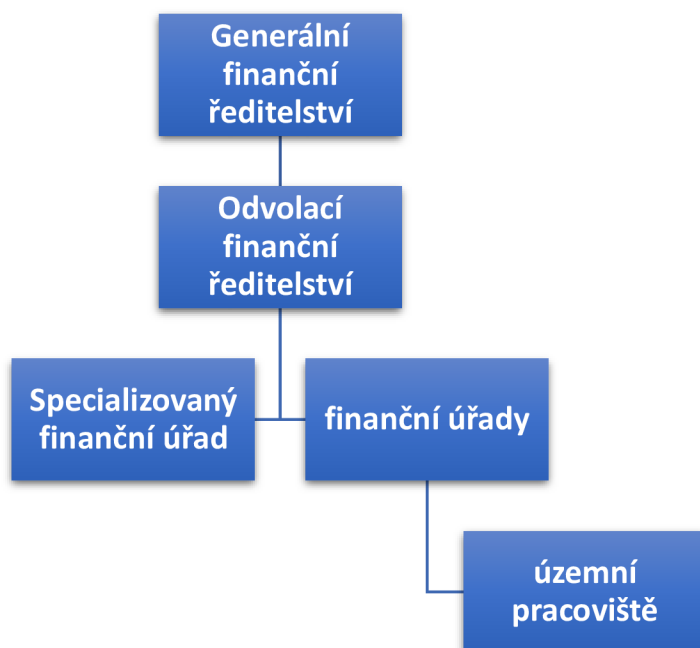 Generální
finanční
ředitelství
Odvolací
finanční
ředitelství
Specializovaný
finanční úřad
finanční úřady
územní
pracoviště